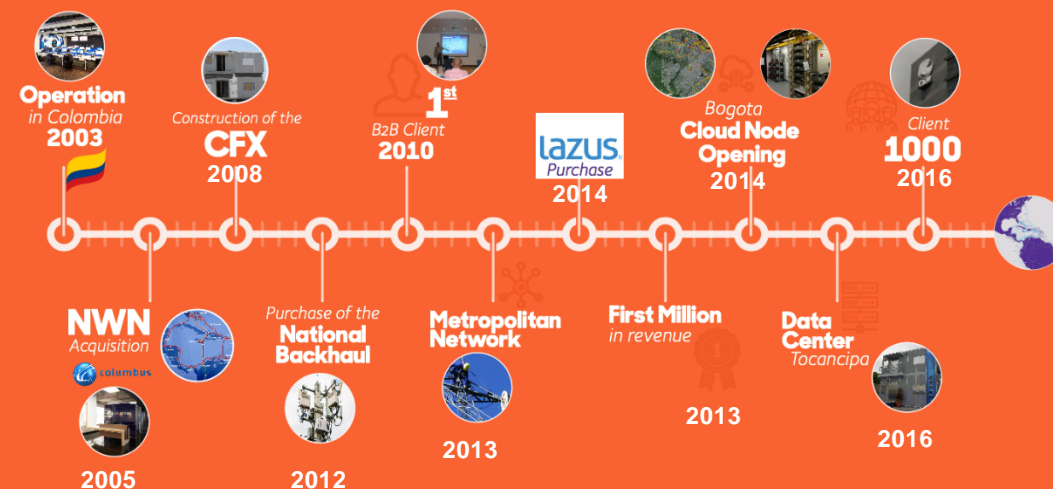 Operation
in Colombia
2003
Construction of the
CFX
2008
1st
B2B Client
2010
lazus
Purchase
2014
Bogota
Cloud Node
Opening
2014
Client
1000
2016
NWN
Acquisition
columbus
2005
Purchase of the
National
Backhaul
2012
Metropolitan
Network
2013
First Million
in revenue
1
2013
Data
Center
Tocancipa
2016